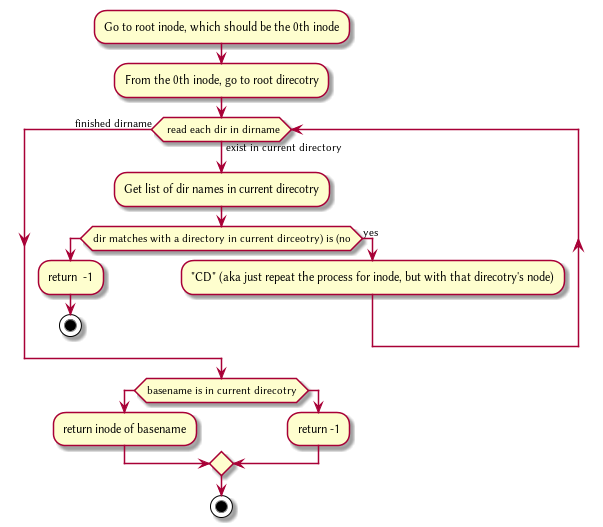 Go to root inode, which should be the 0th inode
From the 0th inode, go to root direcotry
finished dirname
read each dir in dirname
exist in current directory
Get list of dir names in current direcotry
dir matches with a directory in current dirceotry) is (no
yes
return -1
"CD" (aka just repeat the process for inode, but with that direcotry's node)
basename is in current direcotry
return inode of basename
return -1